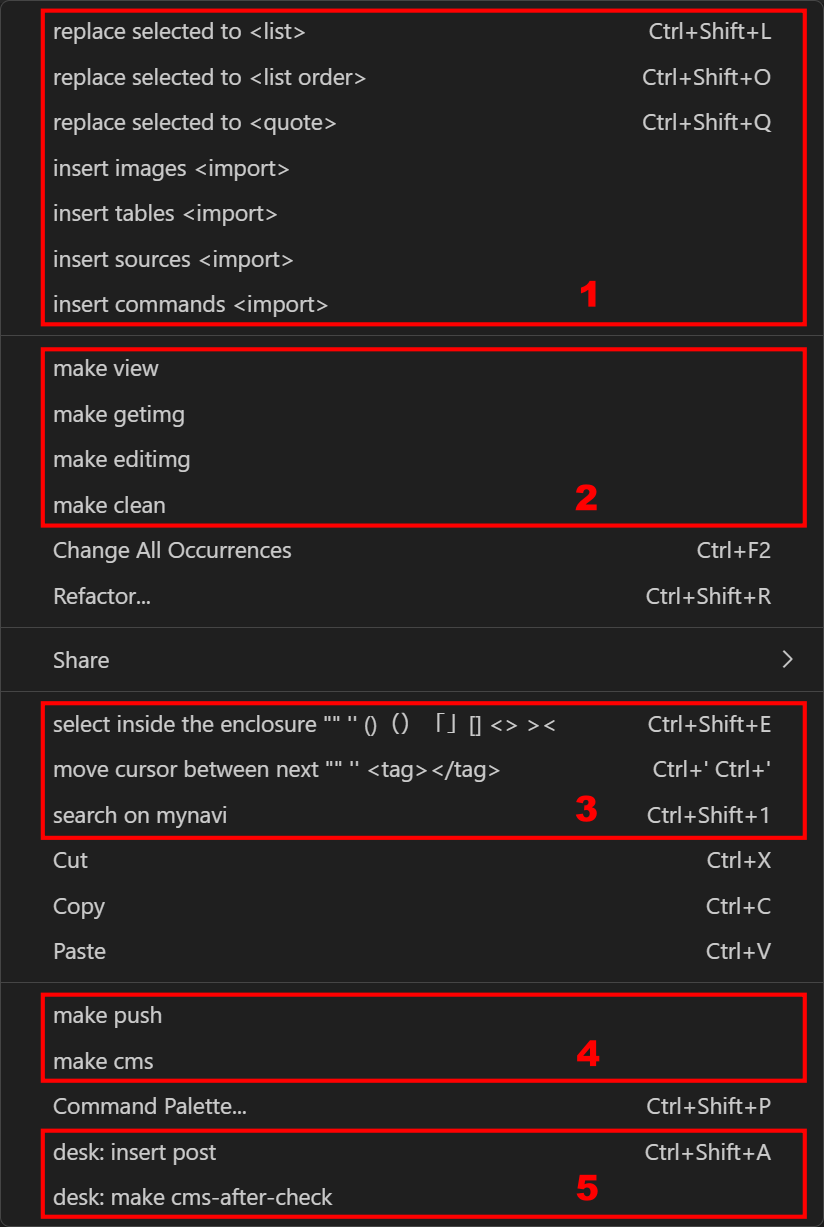 replace selected to <list> Ctrl+Shift+L
replace selected to <list order> Ctrl+Shift+O
replace selected to <quote> Ctrl+Shift+Q
insert images <import>
insert tables <import>
insert sources <import>
insert commands <import>
1
make view
make getimg
make editimg
make clean
2
Change All Occurrences Ctrl+F2
Refactor... Ctrl+Shift+R
Share
select inside the enclosure "" '' () () 「」 [] <> >< Ctrl+Shift+E
move cursor between next "" '' <tag></tag> Ctrl+' Ctrl+'
search on mynavi Ctrl+Shift+1
3
Cut Ctrl+X
Copy Ctrl+C
Paste Ctrl+V
make push
make cms
4
Command Palette... Ctrl+Shift+P
desk: insert post Ctrl+Shift+A
desk: make cms-after-check
5